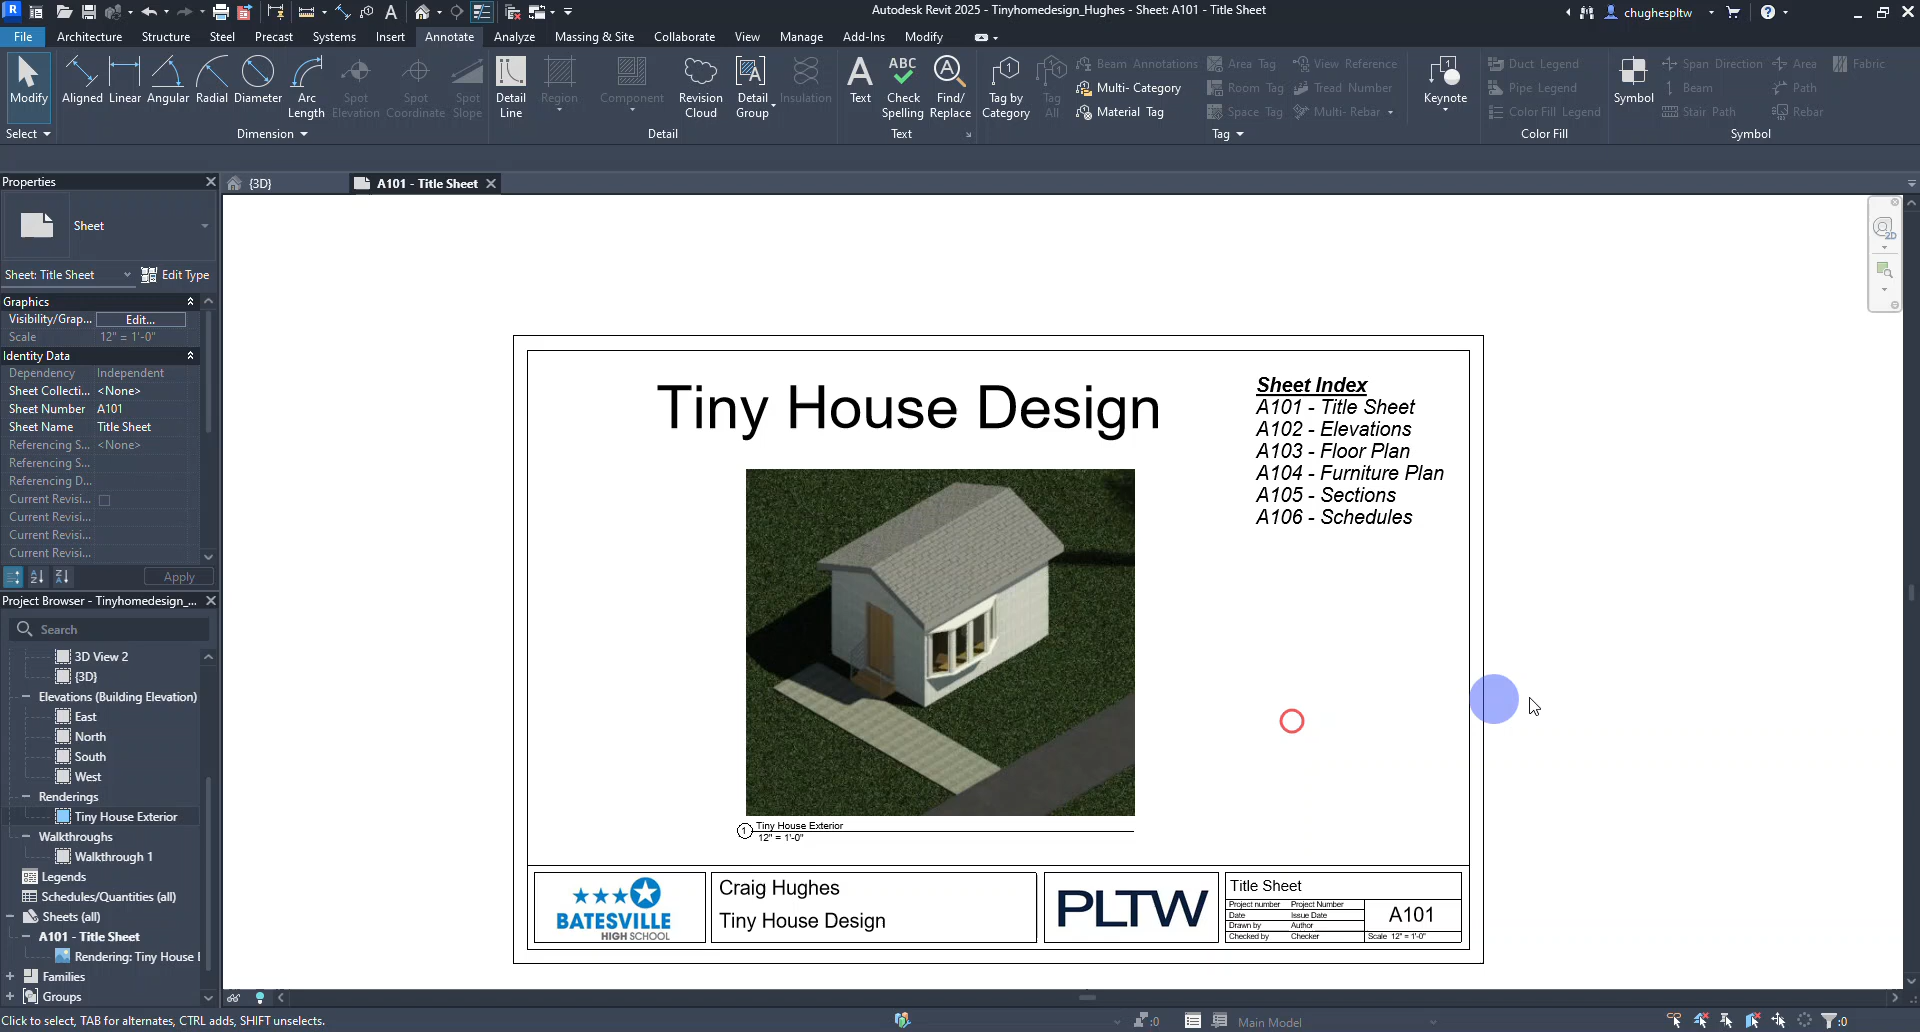 Autodesk Revit 2025 - Tinyhomedesign_Hughes - Sheet: A101 - Title Sheet
chughespltw
File Architecture Structure Steel Precast Systems Insert Annotate Analyze Massing & Site Collaborate View Manage Add-Ins Modify
Modify
Aligned Linear Angular Radial Diameter Arc Length Spot Elevation Spot Coordinate Spot Slope
Detail Line Region Component Revision Cloud Detail Group Insulation
Text Check Spelling Find/ Replace
Tag by Category Tag All
Beam Annotations Area Tag View Reference
Multi- Category Room Tag Tread Number
Material Tag Space Tag Multi- Rebar
Keynote
Duct Legend
Pipe Legend
Color Fill Legend
Symbol
Span Direction Area Fabric
Beam Path
Stair Path Rebar
Select Dimension Detail Text Tag Color Fill Symbol
Properties
Sheet
Sheet: Title Sheet Edit Type
Graphics
Visibility/Grap... Edit...
Scale 12" = 1'-0"
Identity Data
Dependency Independent
Sheet Collecti... <None>
Sheet Number A101
Sheet Name Title Sheet
Referencing S... <None>
Referencing S...
Referencing D...
Current Revisi...
Current Revisi...
Current Revisi...
Current Revisi...
Apply
Project Browser - Tinyhomedesign_...
Search
3D View 2
{3D}
Elevations (Building Elevation)
East
North
South
West
Renderings
Tiny House Exterior
Walkthroughs
Walkthrough 1
Legends
Schedules/Quantities (all)
Sheets (all)
A101 - Title Sheet
Rendering: Tiny House E
Families
Groups
{3D} A101 - Title Sheet
2D
Tiny House Design
Sheet Index
A101 - Title Sheet
A102 - Elevations
A103 - Floor Plan
A104 - Furniture Plan
A105 - Sections
A106 - Schedules
1 Tiny House Exterior
12" = 1'-0"
BATESVILLE
HIGH SCHOOL
Craig Hughes
Tiny House Design
PLTW
Title Sheet
Project number Project Number
Date Issue Date
Drawn by Author
Checked by Checker
A101
Scale 12" = 1'-0"
Click to select, TAB for alternates, CTRL adds, SHIFT unselects.
:0
Main Model
:0